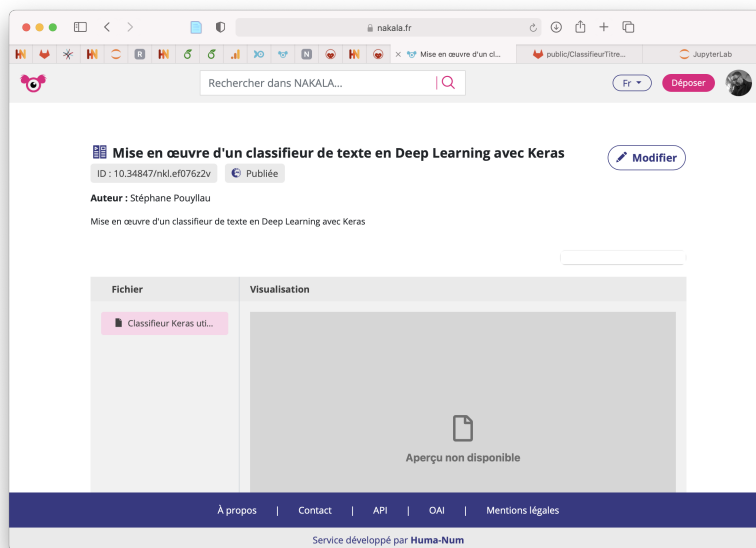 nakala.fr
Mise en œuvre d'un cl...
public/ClassifieurTitre...
JupyterLab
Rechercher dans NAKALA...
Fr
Déposer
Mise en œuvre d'un classifieur de texte en Deep Learning avec Keras
Modifier
ID : 10.34847/nkl.ef076z2v
Publiée
Auteur : Stéphane Pouyllau
Mise en œuvre d'un classifieur de texte en Deep Learning avec Keras
Fichier
Visualisation
Classifieur Keras uti...
Aperçu non disponible
À propos | Contact | API | OAI | Mentions légales
Service développé par Huma-Num